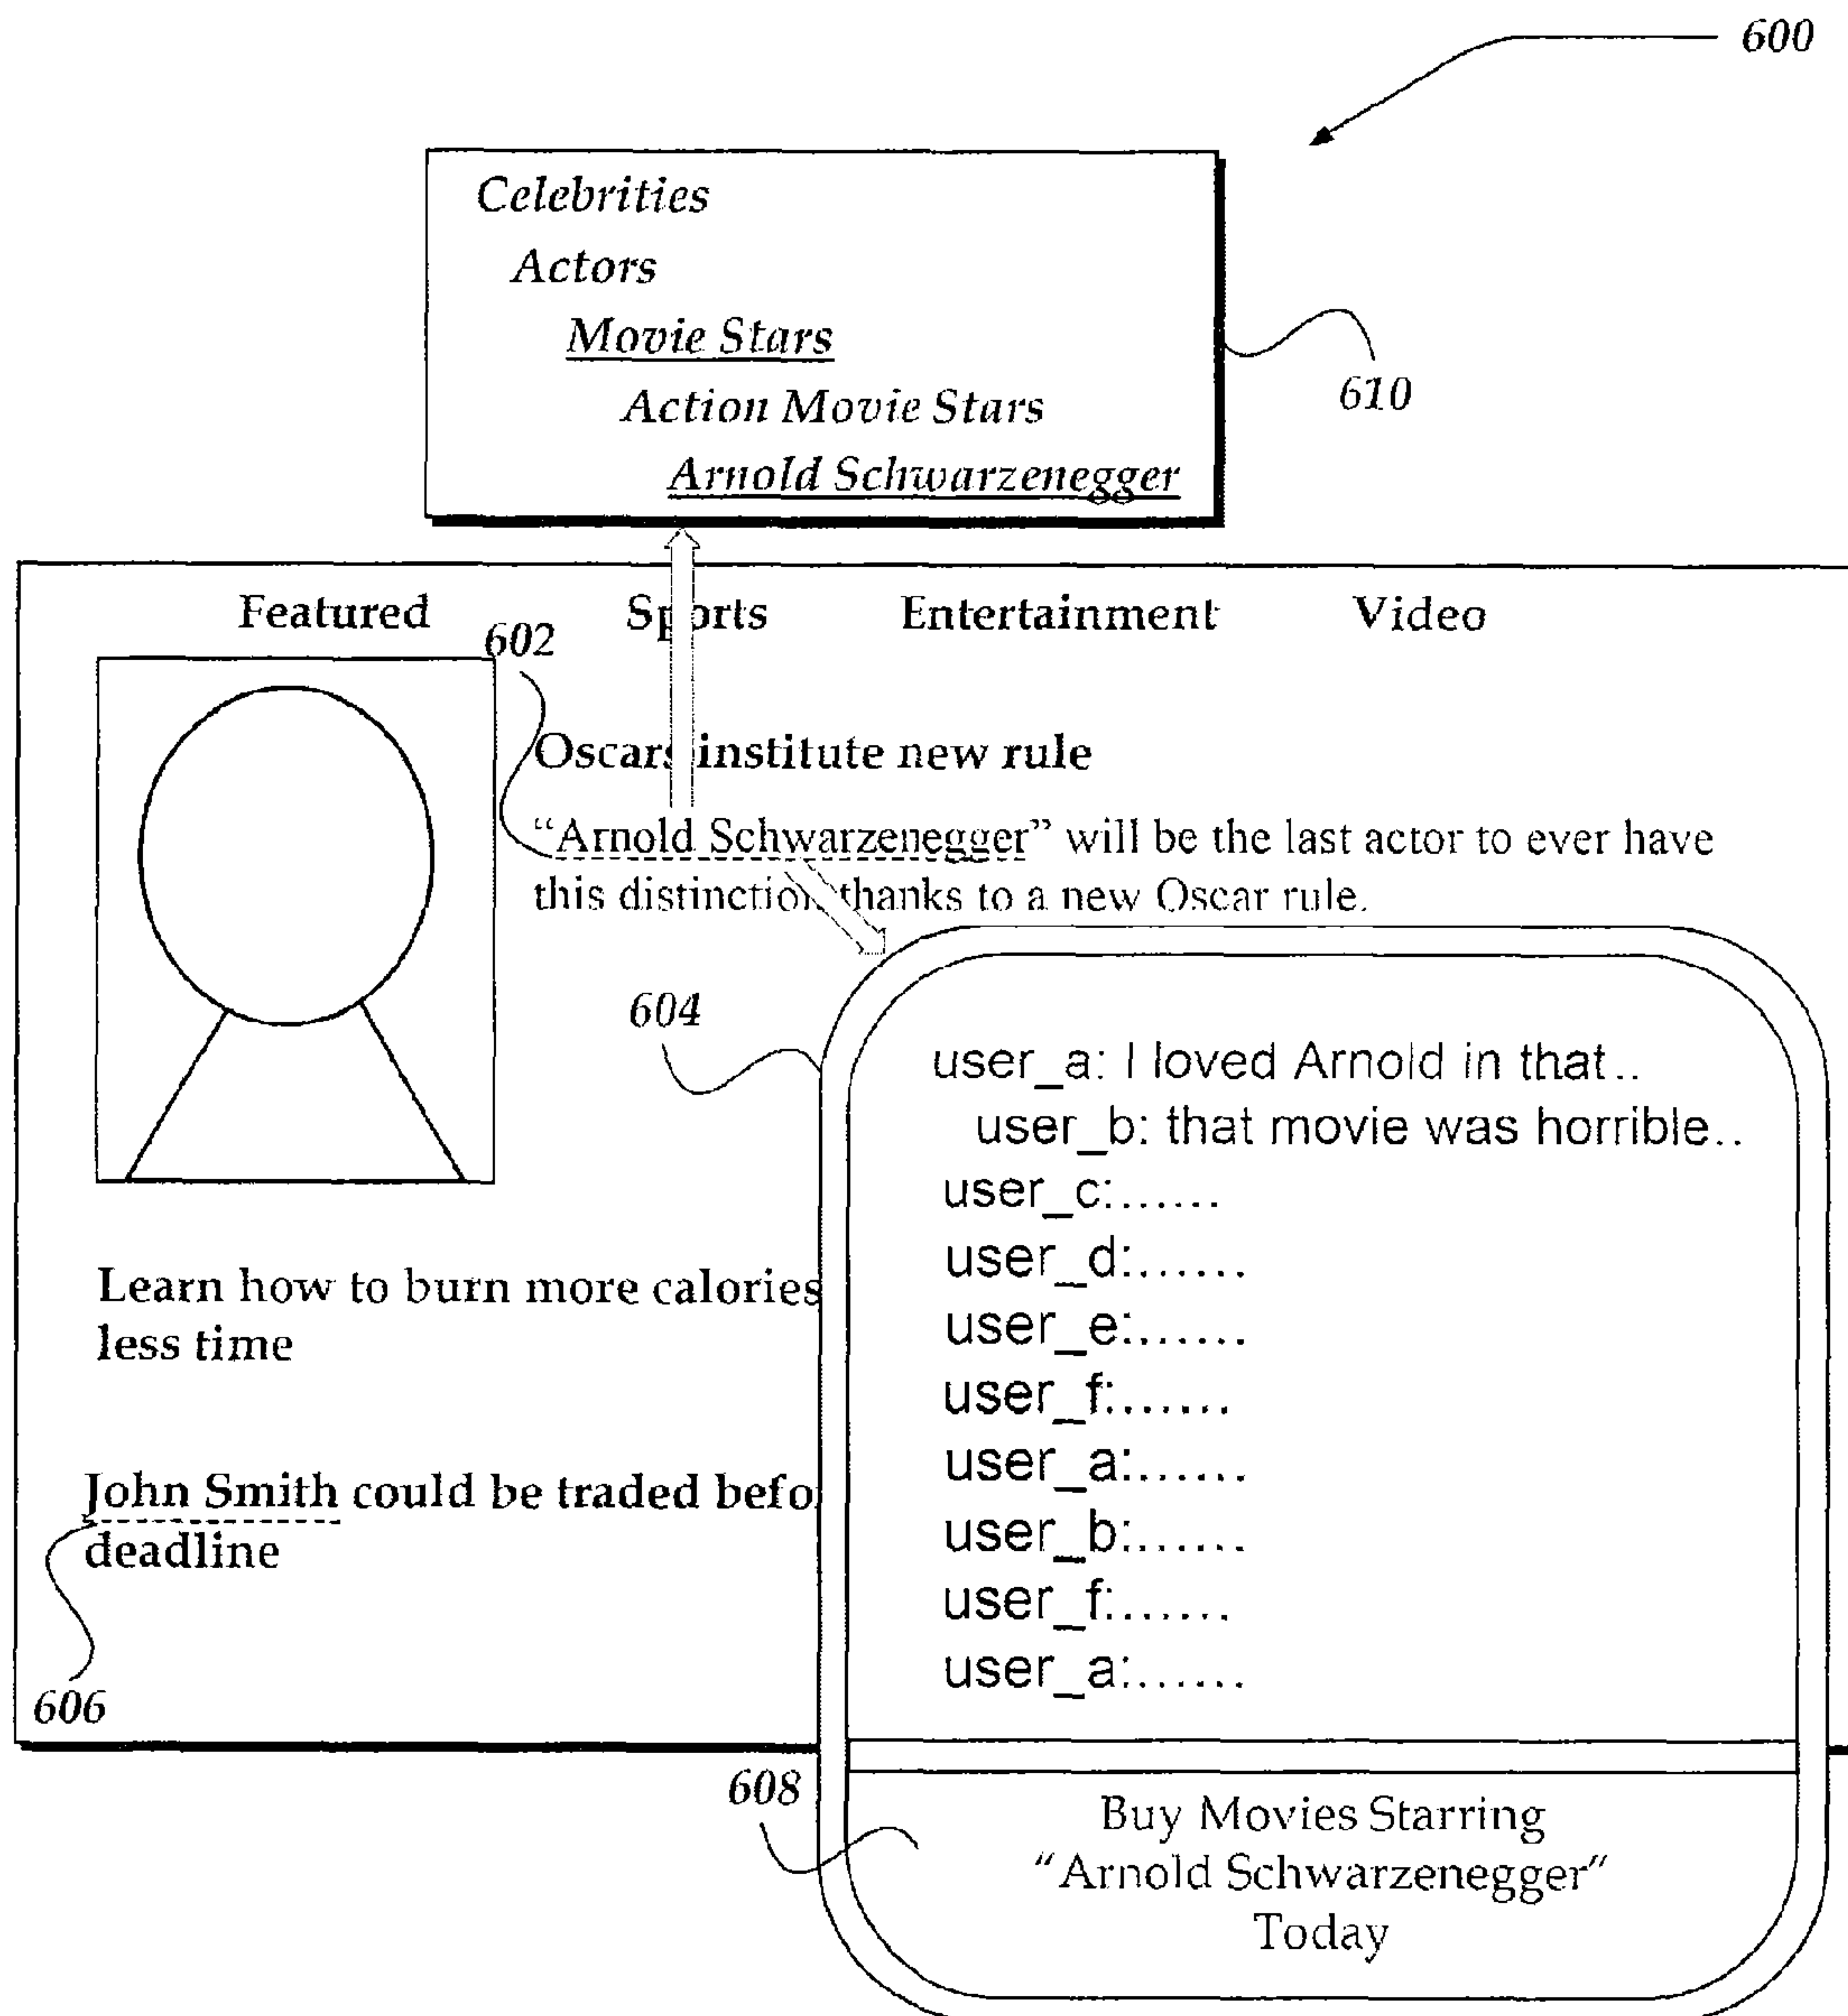 600
Celebrities
Actors
Movie Stars
Action Movie Stars
Arnold Schwarzenegger
610
Featured Sports Entertainment Video
602
Oscars institute new rule
“Arnold Schwarzenegger” will be the last actor to ever have
this distinction thanks to a new Oscar rule.
604
user_a: I loved Arnold in that..
user_b: that movie was horrible..
user_c:.......
user_d:.......
user_e:.......
user_f:.......
user_a:.......
user_b:.......
user_f:.......
user_a:.......
Learn how to burn more calories
less time
John Smith could be traded befo
deadline
606
608
Buy Movies Starring
“Arnold Schwarzenegger”
Today